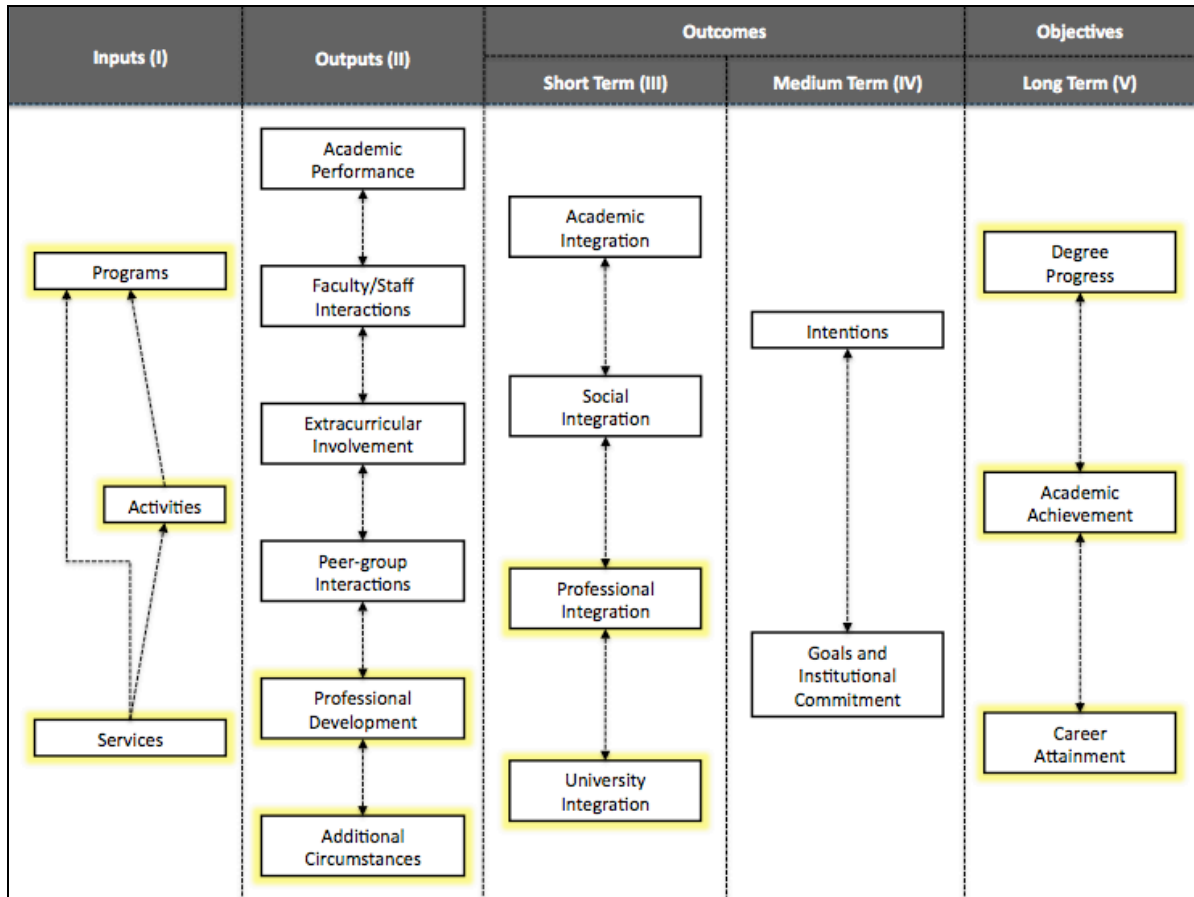 Inputs (I)
Outputs (II)
Outcomes
Objectives
Short Term (III)
Medium Term (IV)
Long Term (V)
Programs
Activities
Services
Academic
Performance
Faculty/Staff
Interactions
Extracurricular
Involvement
Peer-group
Interactions
Professional
Development
Additional
Circumstances
Academic
Integration
Social
Integration
Professional
Integration
University
Integration
Intentions
Goals and
Institutional
Commitment
Degree
Progress
Academic
Achievement
Career
Attainment